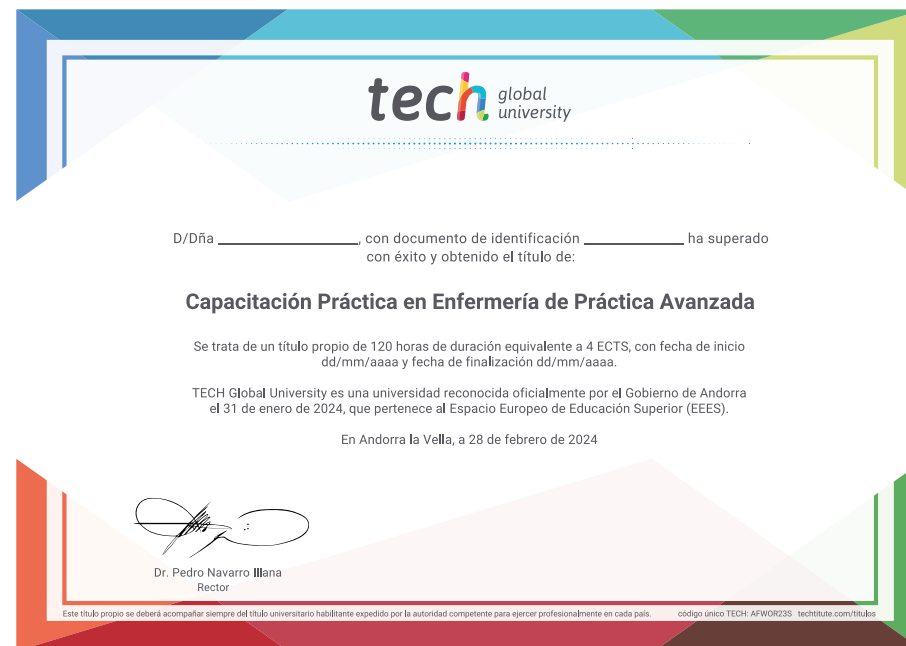 tech global university
D/Dña ____________________, con documento de identificación ______________ ha superado
con éxito y obtenido el título de:
Capacitación Práctica en Enfermería de Práctica Avanzada
Se trata de un título propio de 120 horas de duración equivalente a 4 ECTS, con fecha de inicio
dd/mm/aaaa y fecha de finalización dd/mm/aaaa.
TECH Global University es una universidad reconocida oficialmente por el Gobierno de Andorra
el 31 de enero de 2024, que pertenece al Espacio Europeo de Educación Superior (EEES).
En Andorra la Vella, a 28 de febrero de 2024
Dr. Pedro Navarro Illana
Rector
Este título propio se deberá acompañar siempre del título universitario habilitante expedido por la autoridad competente para ejercer profesionalmente en cada país. código único TECH: AFWOR23S techtitute.com/titulos